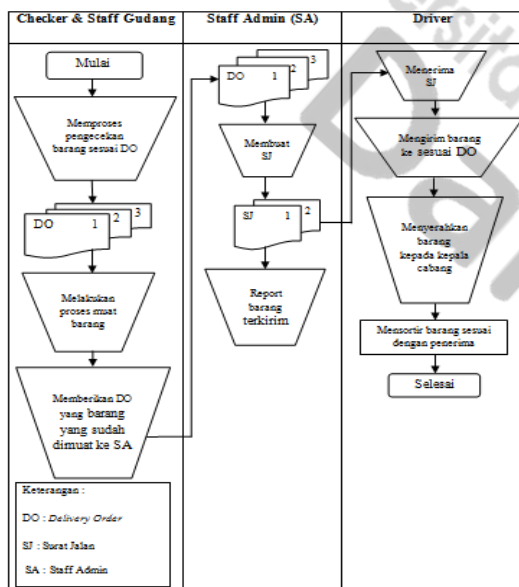 Checker & Staff Gudang
Mulai
Memproses
pengecekan
barang sesuai DO
DO 1 2 3
Melakukan
proses muat
barang
Memberikan DO
yang barang
yang sudah
dimuat ke SA
Keterangan :
DO : Delivery Order
SJ : Surat Jalan
SA : Staff Admin
Staff Admin (SA)
DO 1 2 3
Membuat
SJ
SJ 1 2
Report
barang
terkirim
Driver
Menerima
SJ
Mengirim barang
ke sesuai DO
Menyerahkan
barang
kepada kepala
cabang
Mensortir barang sesuai
dengan penerima
Selesai